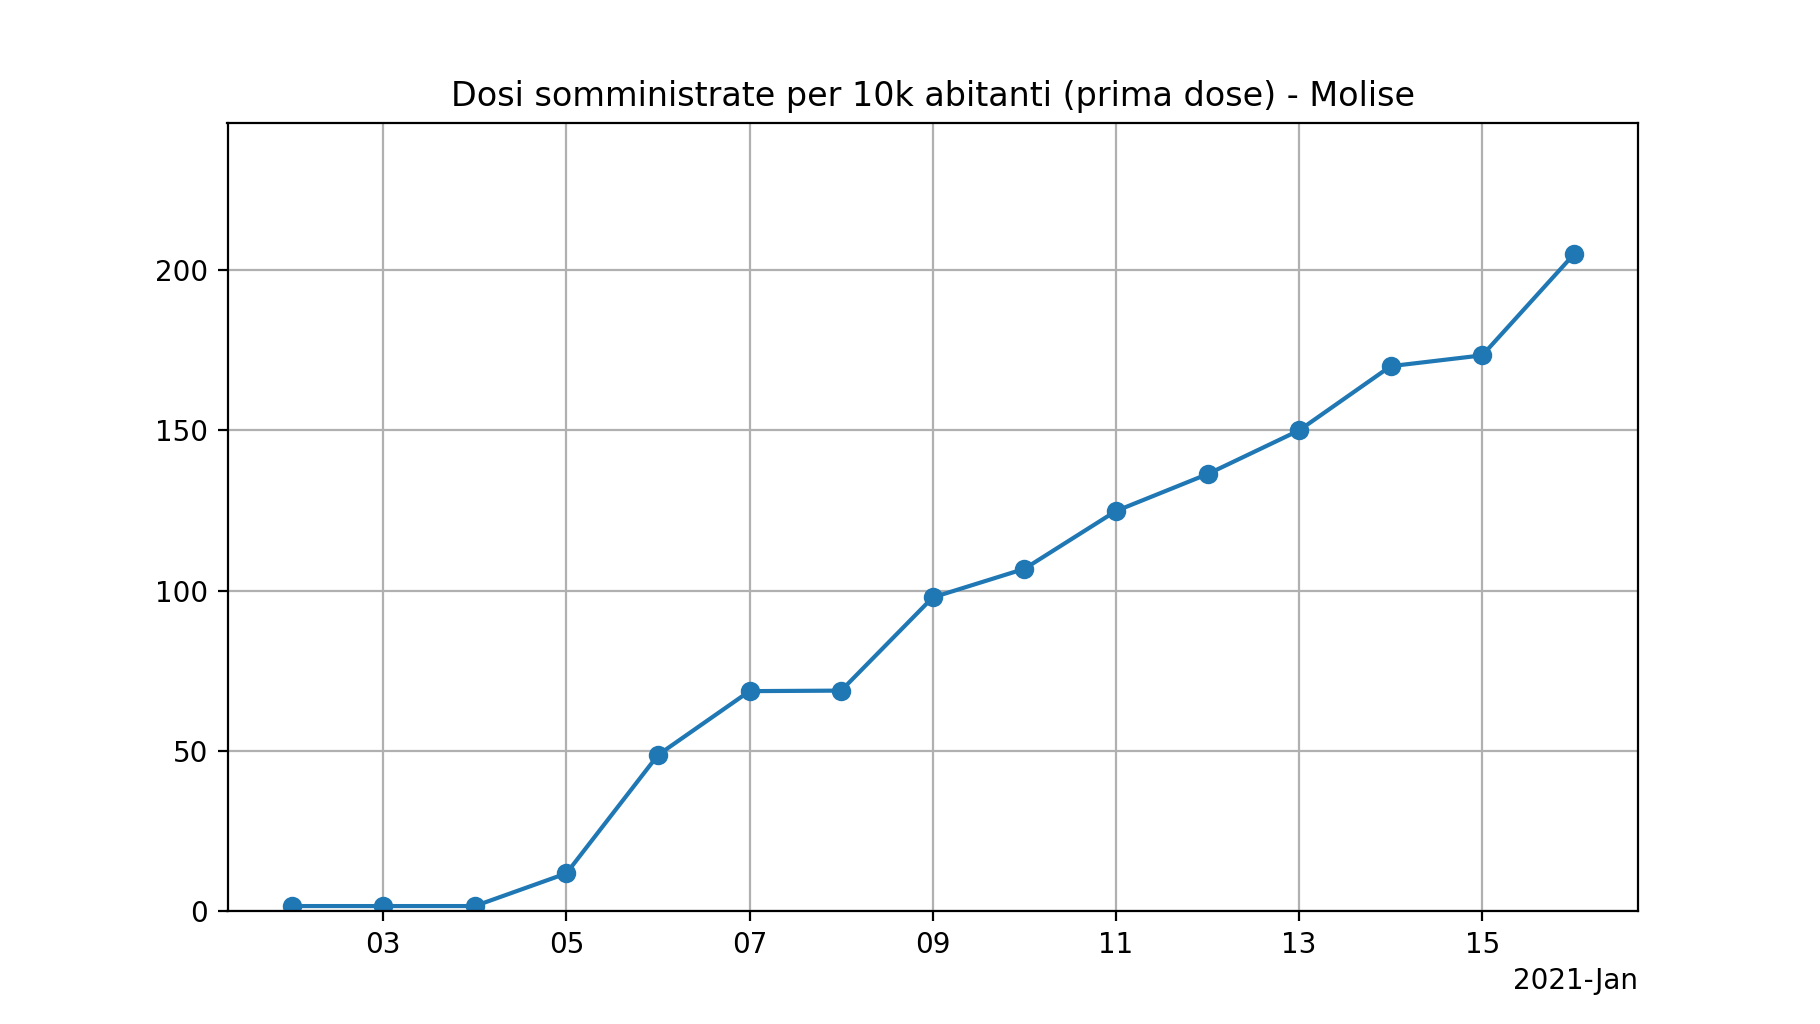 Dosi somministrate per 10k abitanti (prima dose) - Molise
200
150
100
50
0
03 05 07 09 11 13 15
2021-Jan